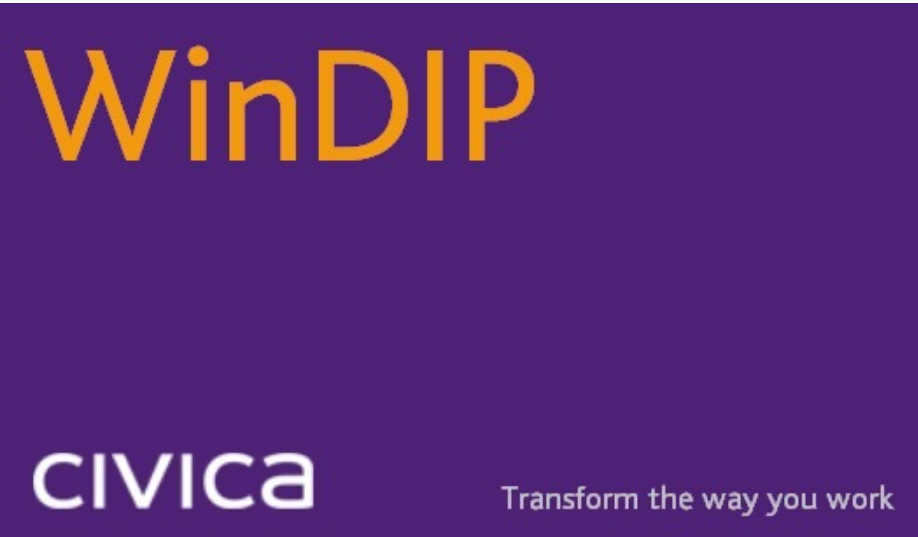 WinDIP
CIVICA
Transform the way you work